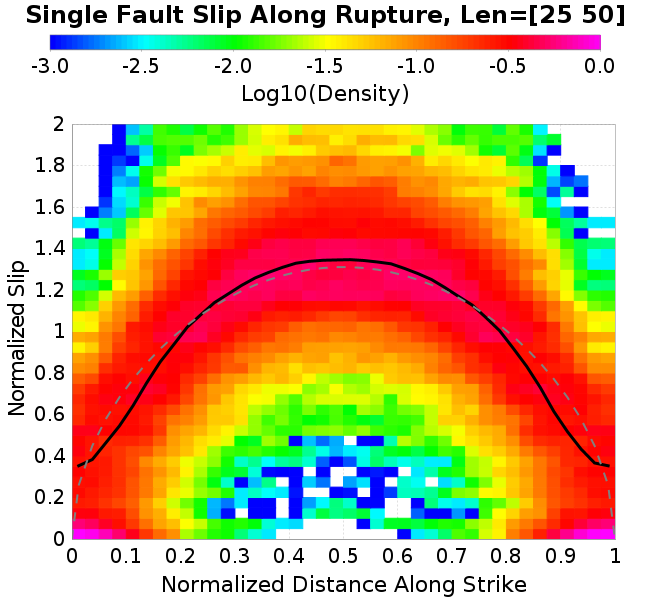 Single Fault Slip Along Rupture, Len=[25 50]
-3.0 -2.5 -2.0 -1.5 -1.0 -0.5 0.0
Log10(Density)
2
1.8
1.6
1.4
1.2
1
0.8
0.6
0.4
0.2
0
Normalized Slip
0 0.1 0.2 0.3 0.4 0.5 0.6 0.7 0.8 0.9 1
Normalized Distance Along Strike